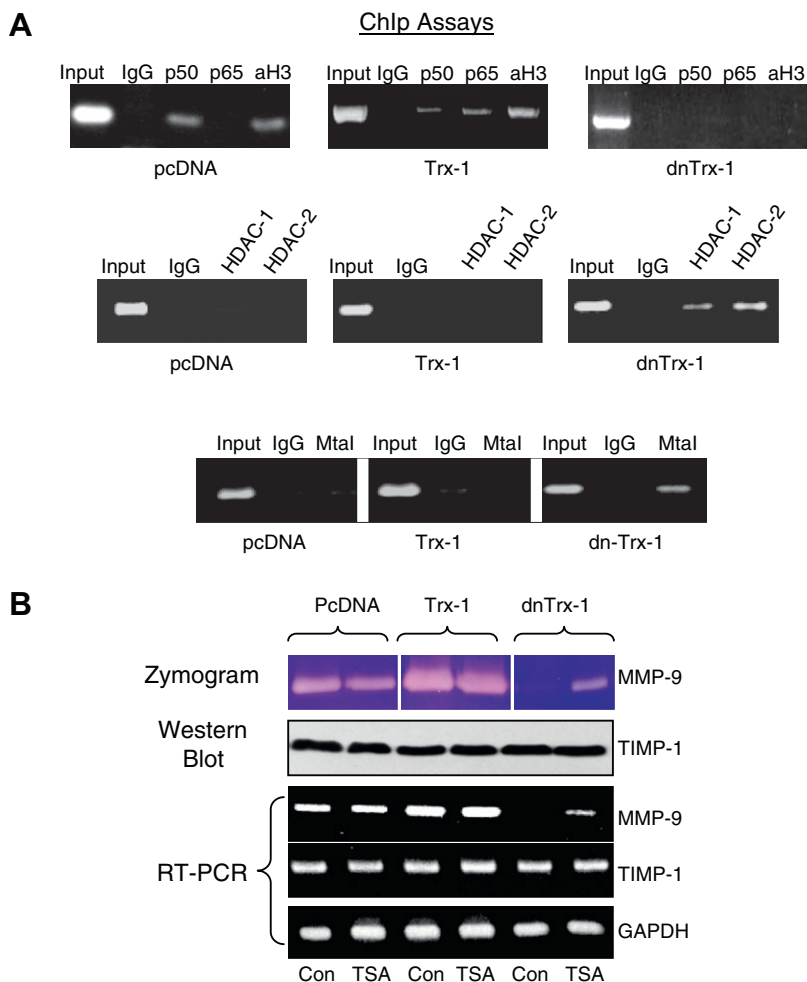 A
ChIp Assays
Input IgG p50 p65 aH3
Input IgG p50 p65 aH3
Input IgG p50 p65 aH3
pcDNA
Trx-1
dnTrx-1
Input IgG HDAC-1 HDAC-2
Input IgG HDAC-1 HDAC-2
Input IgG HDAC-1 HDAC-2
pcDNA
Trx-1
dnTrx-1
Input IgG MtaI
Input IgG MtaI
Input IgG MtaI
pcDNA
Trx-1
dn-Trx-1
B
PcDNA
Trx-1
dnTrx-1
Zymogram
MMP-9
Western
Blot
TIMP-1
MMP-9
RT-PCR
TIMP-1
GAPDH
Con TSA Con TSA Con TSA